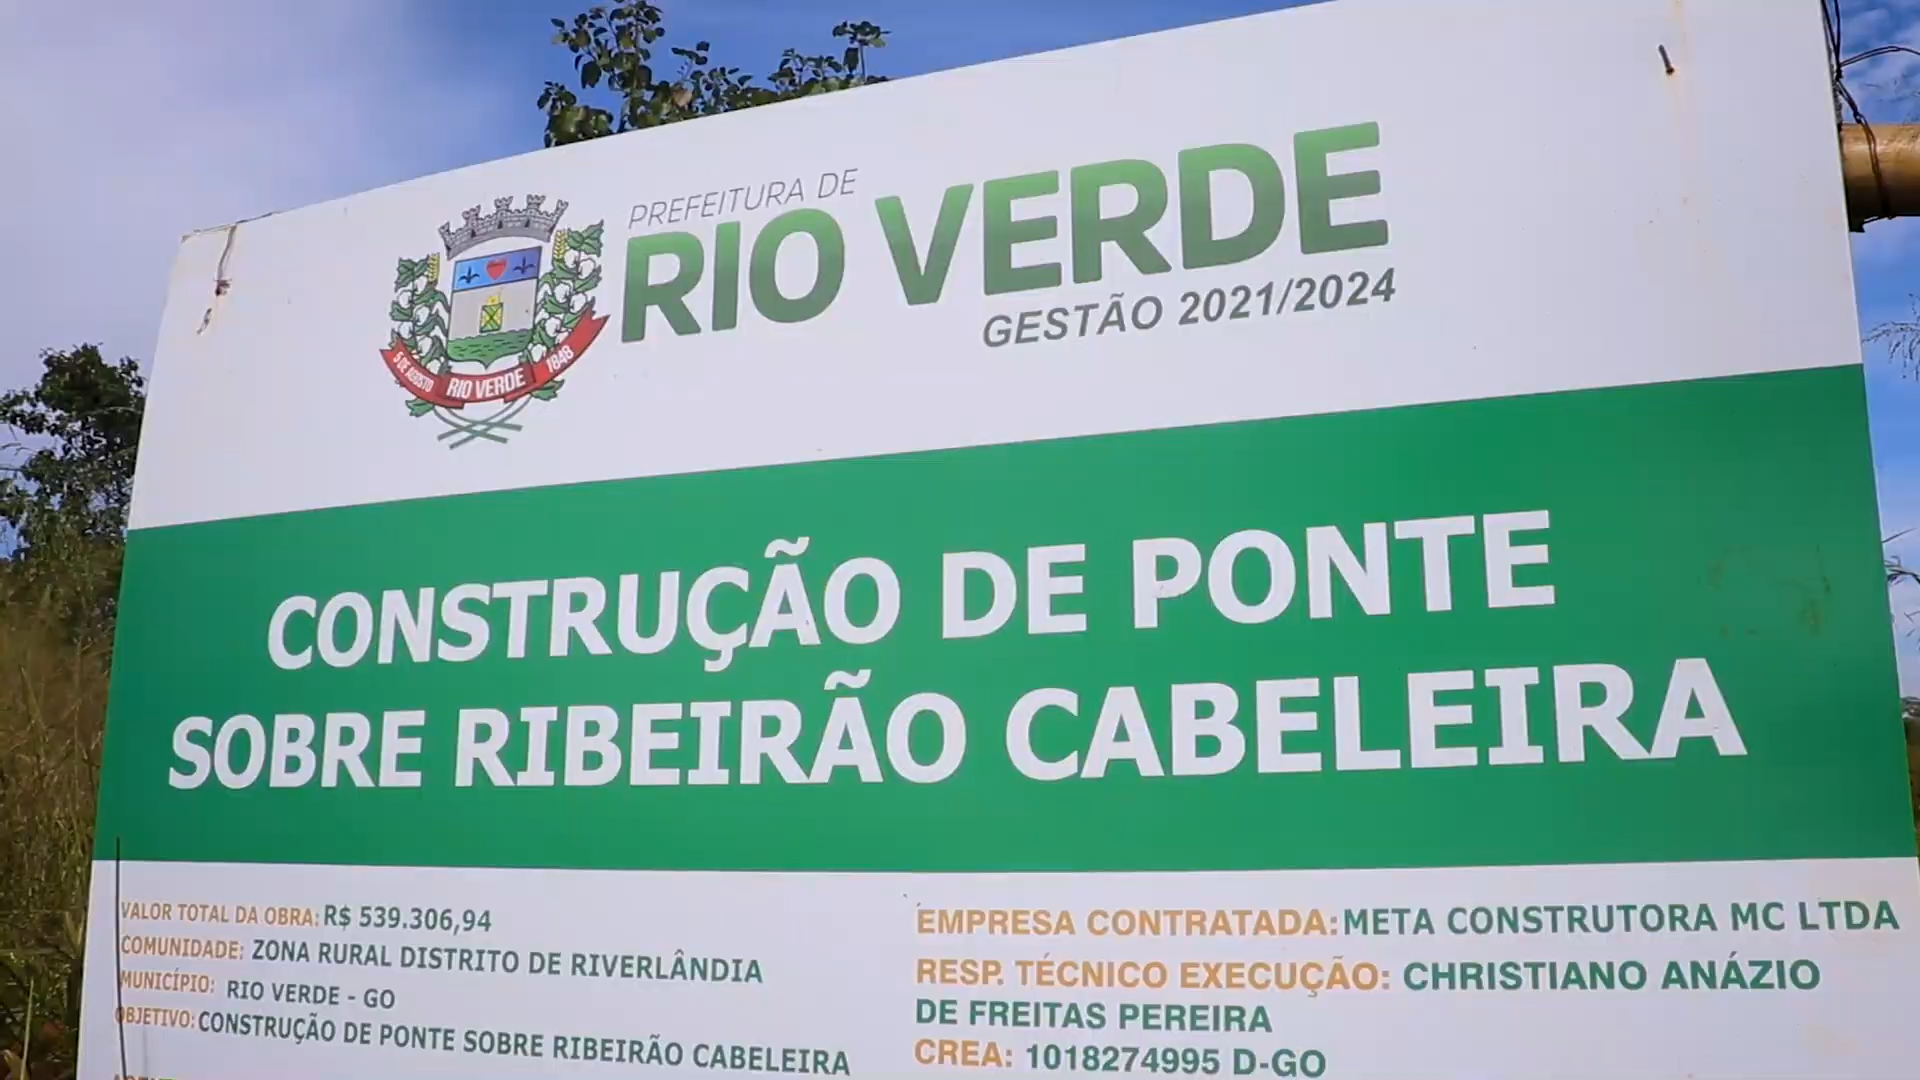 PREFEITURA DE
RIO VERDE
GESTÃO 2021/2024
5 DE AGOSTO RIO VERDE 1848
CONSTRUÇÃO DE PONTE
SOBRE RIBEIRÃO CABELEIRA
VALOR TOTAL DA OBRA: R$ 539.306,94
COMUNIDADE: ZONA RURAL DISTRITO DE RIVERLÂNDIA
MUNICÍPIO: RIO VERDE - GO
OBJETIVO: CONSTRUÇÃO DE PONTE SOBRE RIBEIRÃO CABELEIRA
EMPRESA CONTRATADA: META CONSTRUTORA MC LTDA
RESP. TÉCNICO EXECUÇÃO: CHRISTIANO ANÁZIO
DE FREITAS PEREIRA
CREA: 1018274995 D-GO